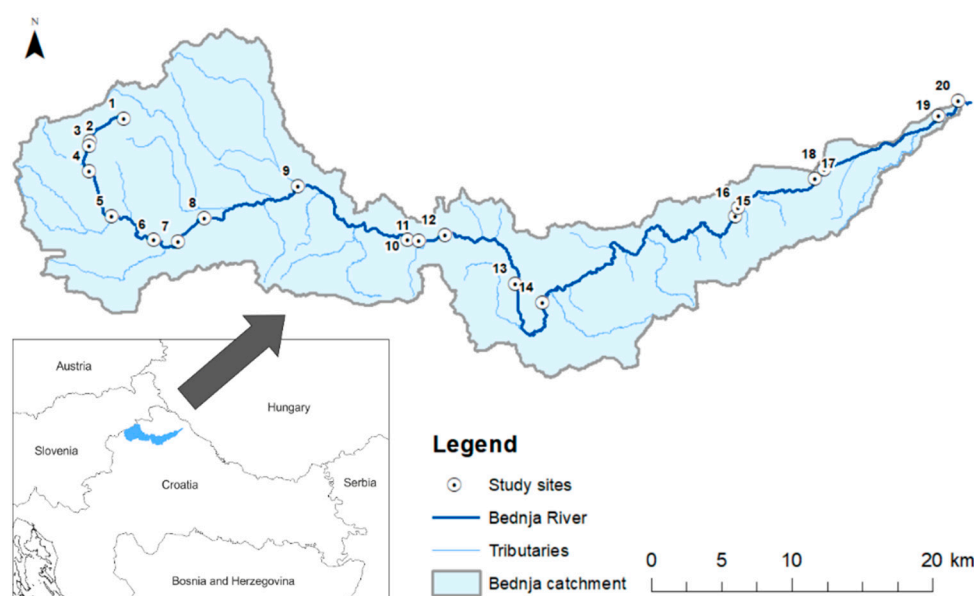 N
1
2
3
4
5
6
7
8
9
10
11
12
13
14
15
16
17
18
19
20
Austria
Hungary
Slovenia
Croatia
Serbia
Bosnia and Herzegovina
Legend
Study sites
Bednja River
Tributaries
Bednja catchment
0 5 10 20 km